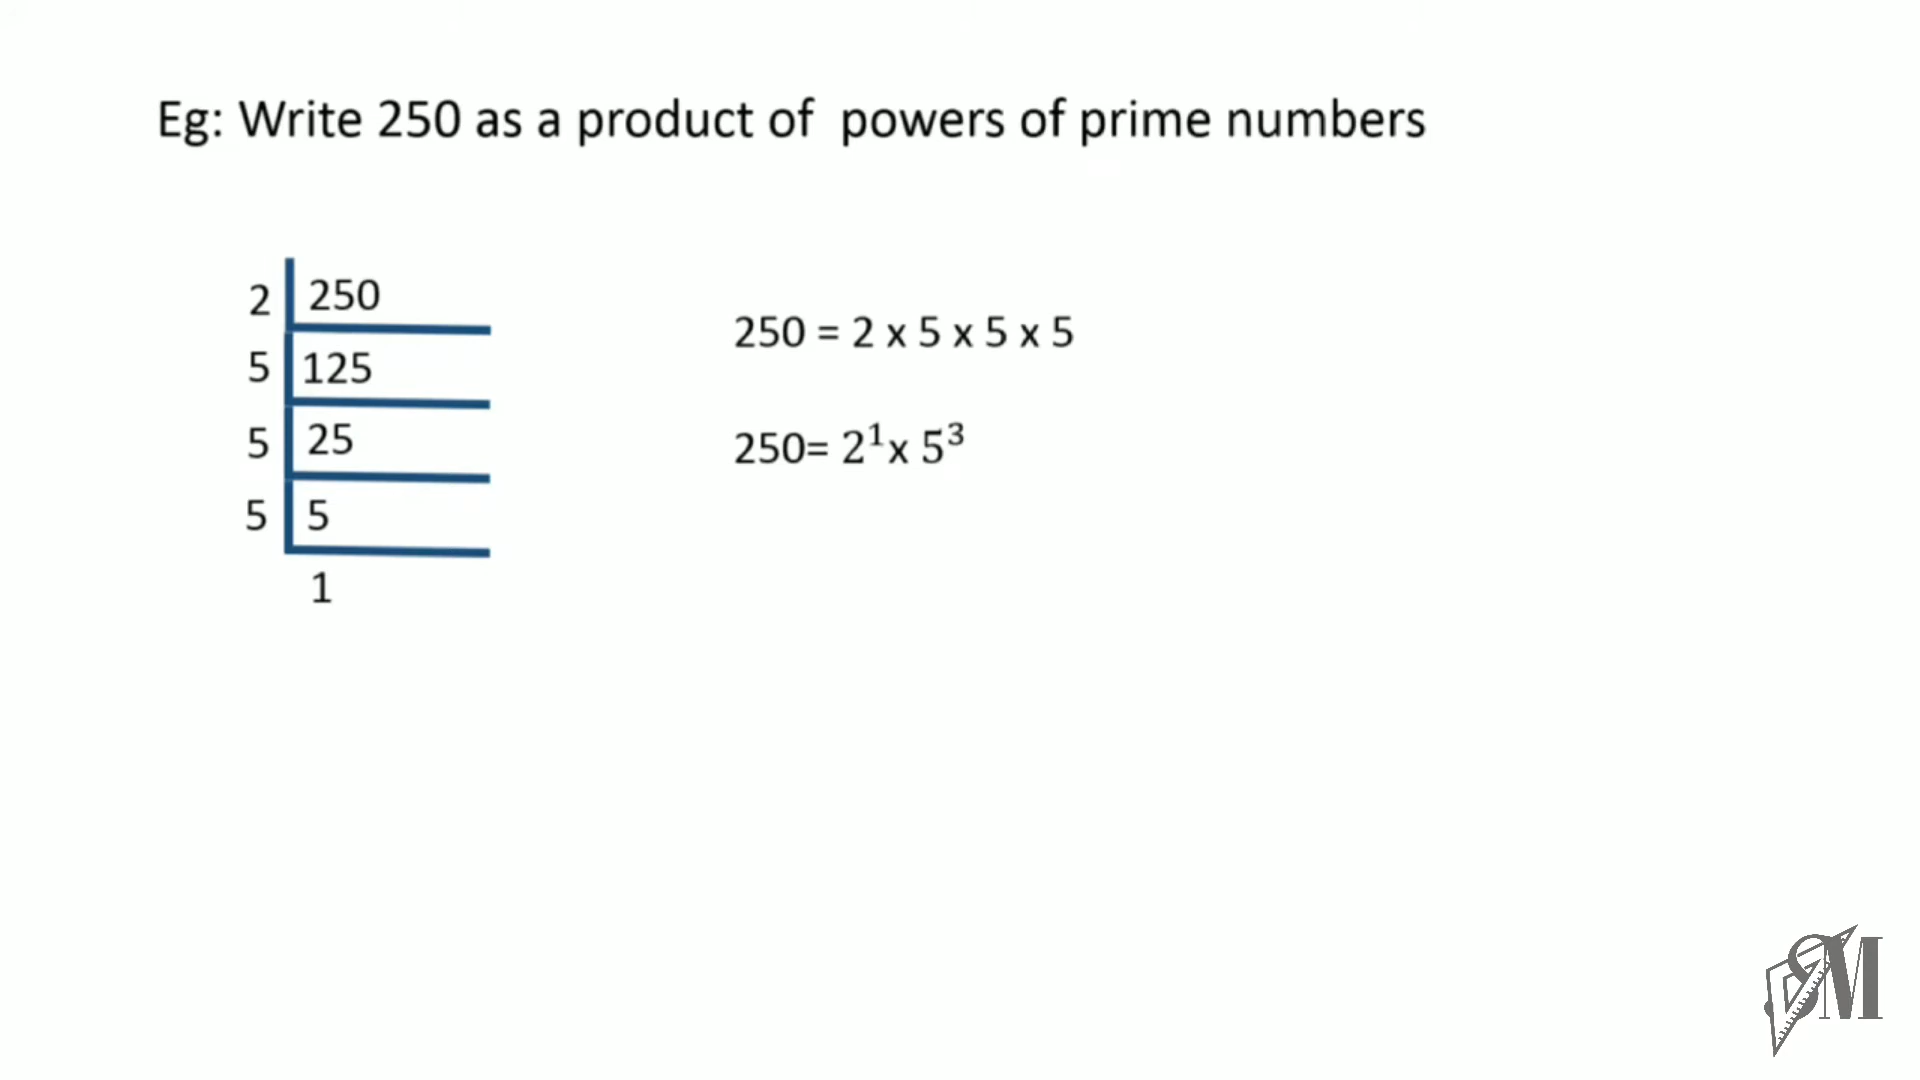 Eg: Write 250 as a product of powers of prime numbers
2 250
5 125
5 25
5 5
1
250 = 2 x 5 x 5 x 5
250= 2¹x 5³
SM